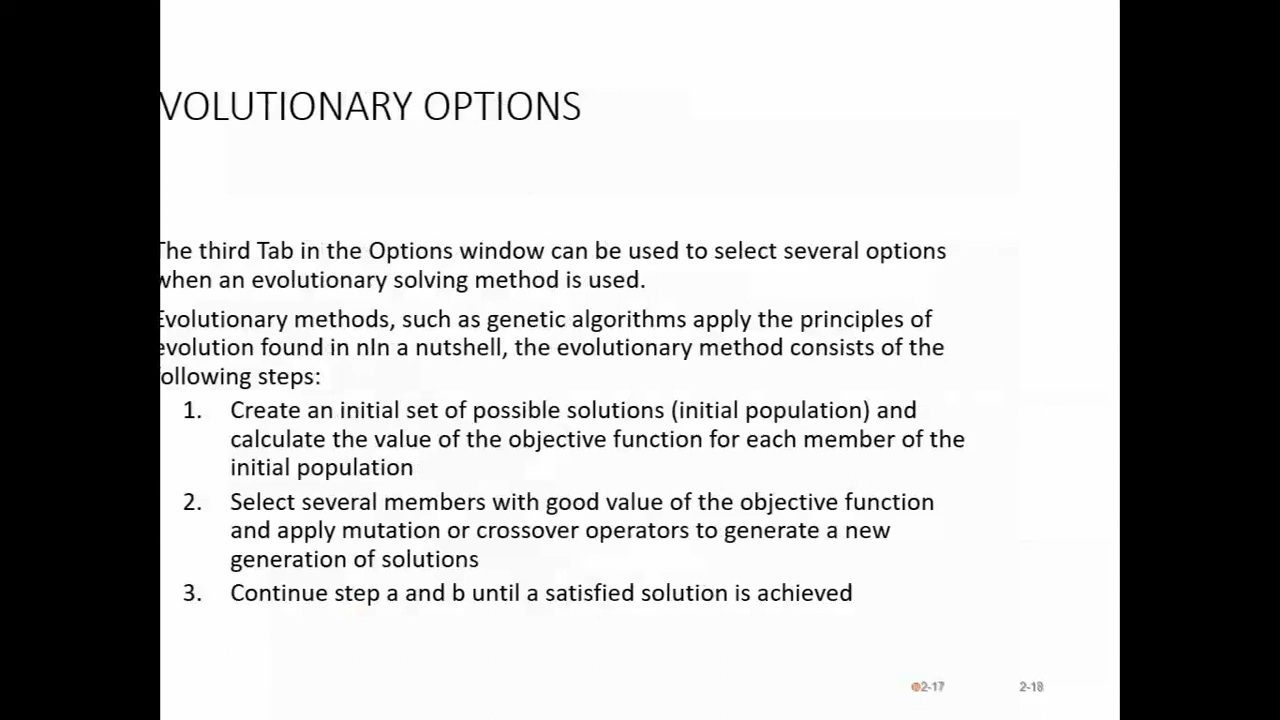 VOLUTIONARY OPTIONS
The third Tab in the Options window can be used to select several options
when an evolutionary solving method is used.
Evolutionary methods, such as genetic algorithms apply the principles of
evolution found in nIn a nutshell, the evolutionary method consists of the
following steps:
1. Create an initial set of possible solutions (initial population) and
calculate the value of the objective function for each member of the
initial population
2. Select several members with good value of the objective function
and apply mutation or crossover operators to generate a new
generation of solutions
3. Continue step a and b until a satisfied solution is achieved
2-17 2-18